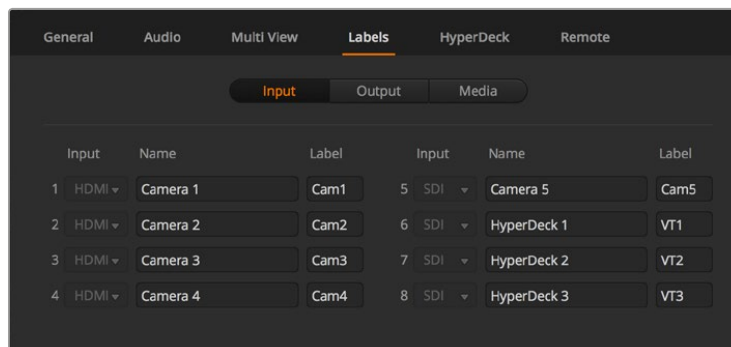 General Audio Multi View Labels HyperDeck Remote
Input Output Media
Input Name Label Input Name Label
1 HDMI Camera 1 Cam1 5 SDI Camera 5 Cam5
2 HDMI Camera 2 Cam2 6 SDI HyperDeck 1 VT1
3 HDMI Camera 3 Cam3 7 SDI HyperDeck 2 VT2
4 HDMI Camera 4 Cam4 8 SDI HyperDeck 3 VT3